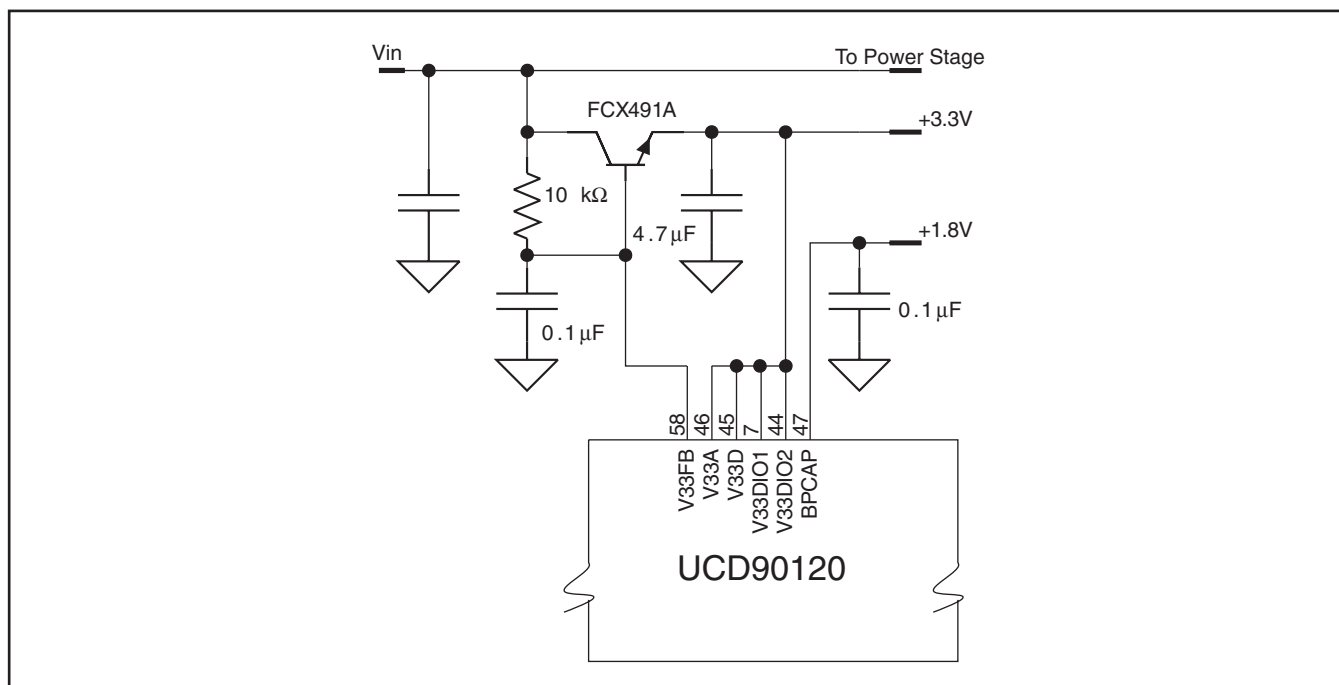 Vin
To Power Stage
FCX491A
+3.3V
10 kΩ
4.7µF
+1.8V
0.1µF
0.1µF
58
46
45
7
44
47
V33FB
V33A
V33D
V33DIO1
V33DIO2
BPCAP
UCD90120